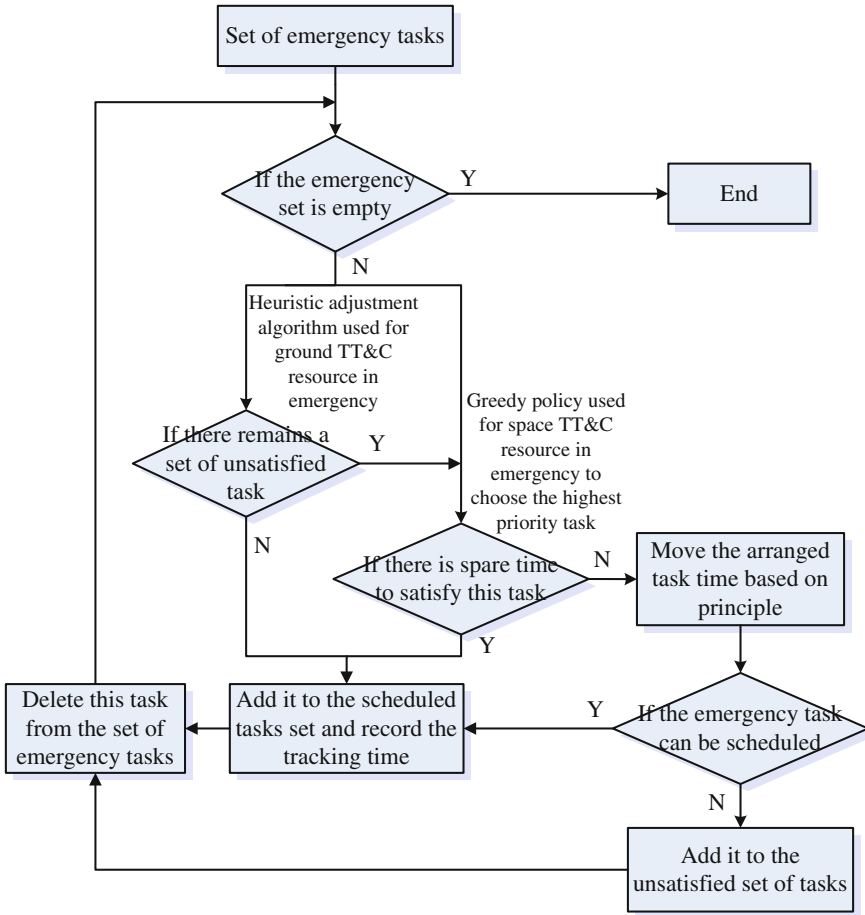 Set of emergency tasks
If the emergency
set is empty
Y
End
N
Heuristic adjustment
algorithm used for
ground TT&C
resource in
emergency
Greedy policy used
for space TT&C
resource in
emergency to
choose the highest
priority task
If there remains a
set of unsatisfied
task
Y
N
If there is spare time
to satisfy this task
N
Y
Move the arranged
task time based on
principle
Delete this task
from the set of
emergency tasks
Add it to the scheduled
tasks set and record the
tracking time
Y
If the emergency task
can be scheduled
N
Add it to the
unsatisfied set of tasks